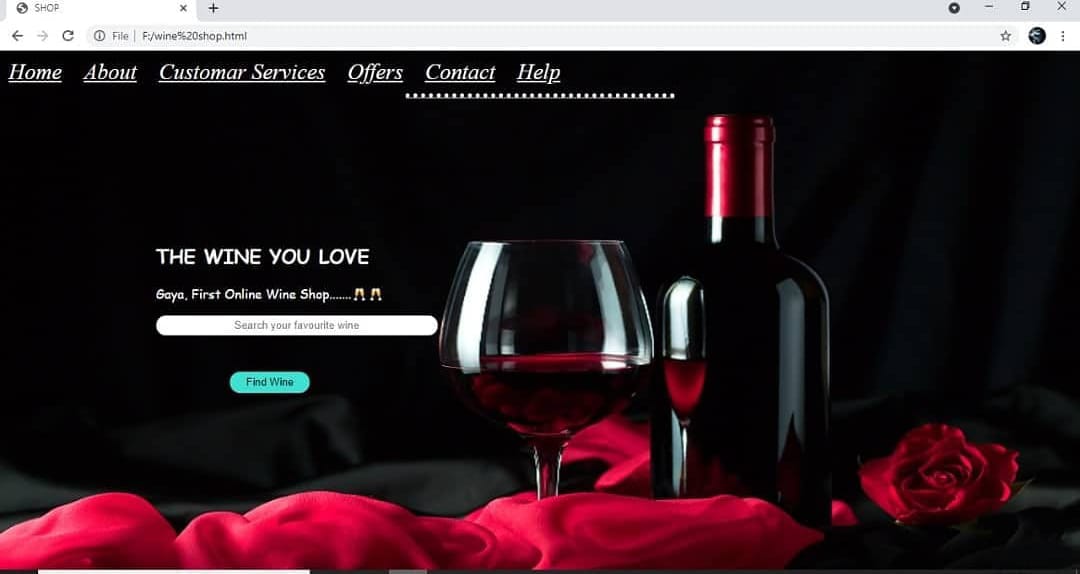 SHOP
File | F:/wine%20shop.html
Home About Customar Services Offers Contact Help
THE WINE YOU LOVE
Gaya, First Online Wine Shop.......🥂🥂
Search your favourite wine
Find Wine